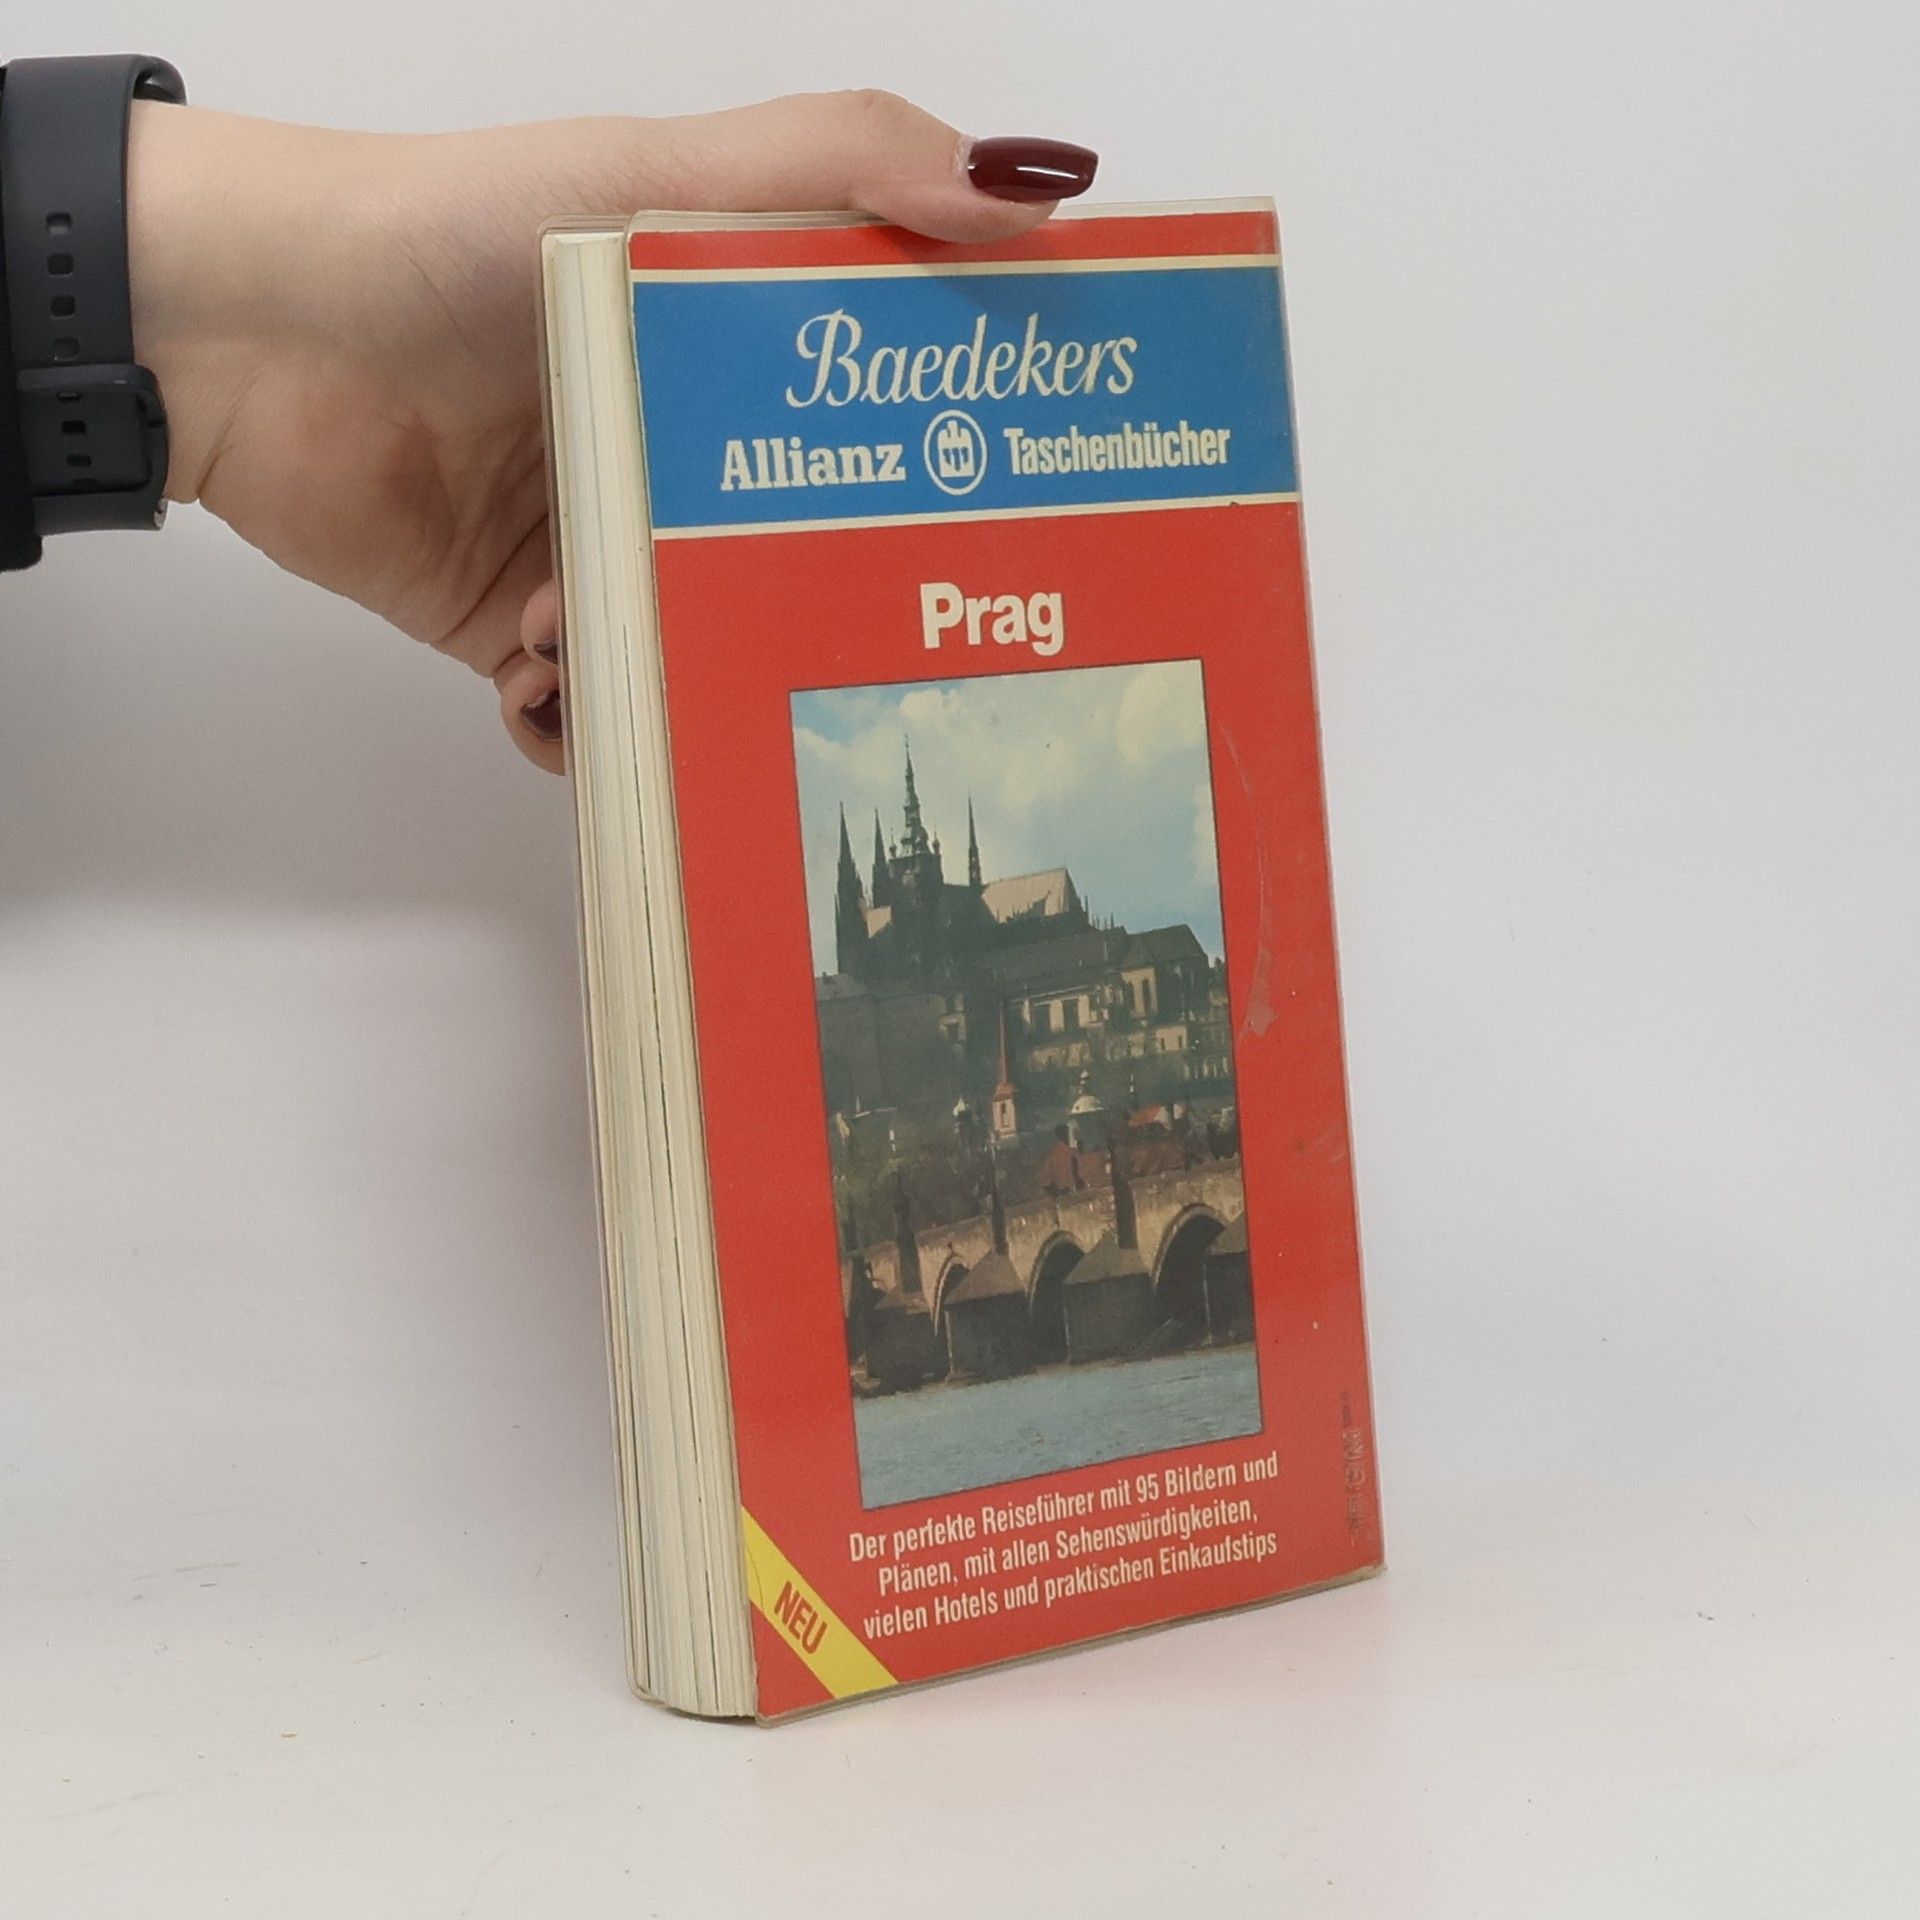 Baedekers
Allianz Taschenbücher
Prag
Der perfekte Reiseführer mit 95 Bildern und
Plänen, mit allen Sehenswürdigkeiten,
vielen Hotels und praktischen Einkaufstips
NEU